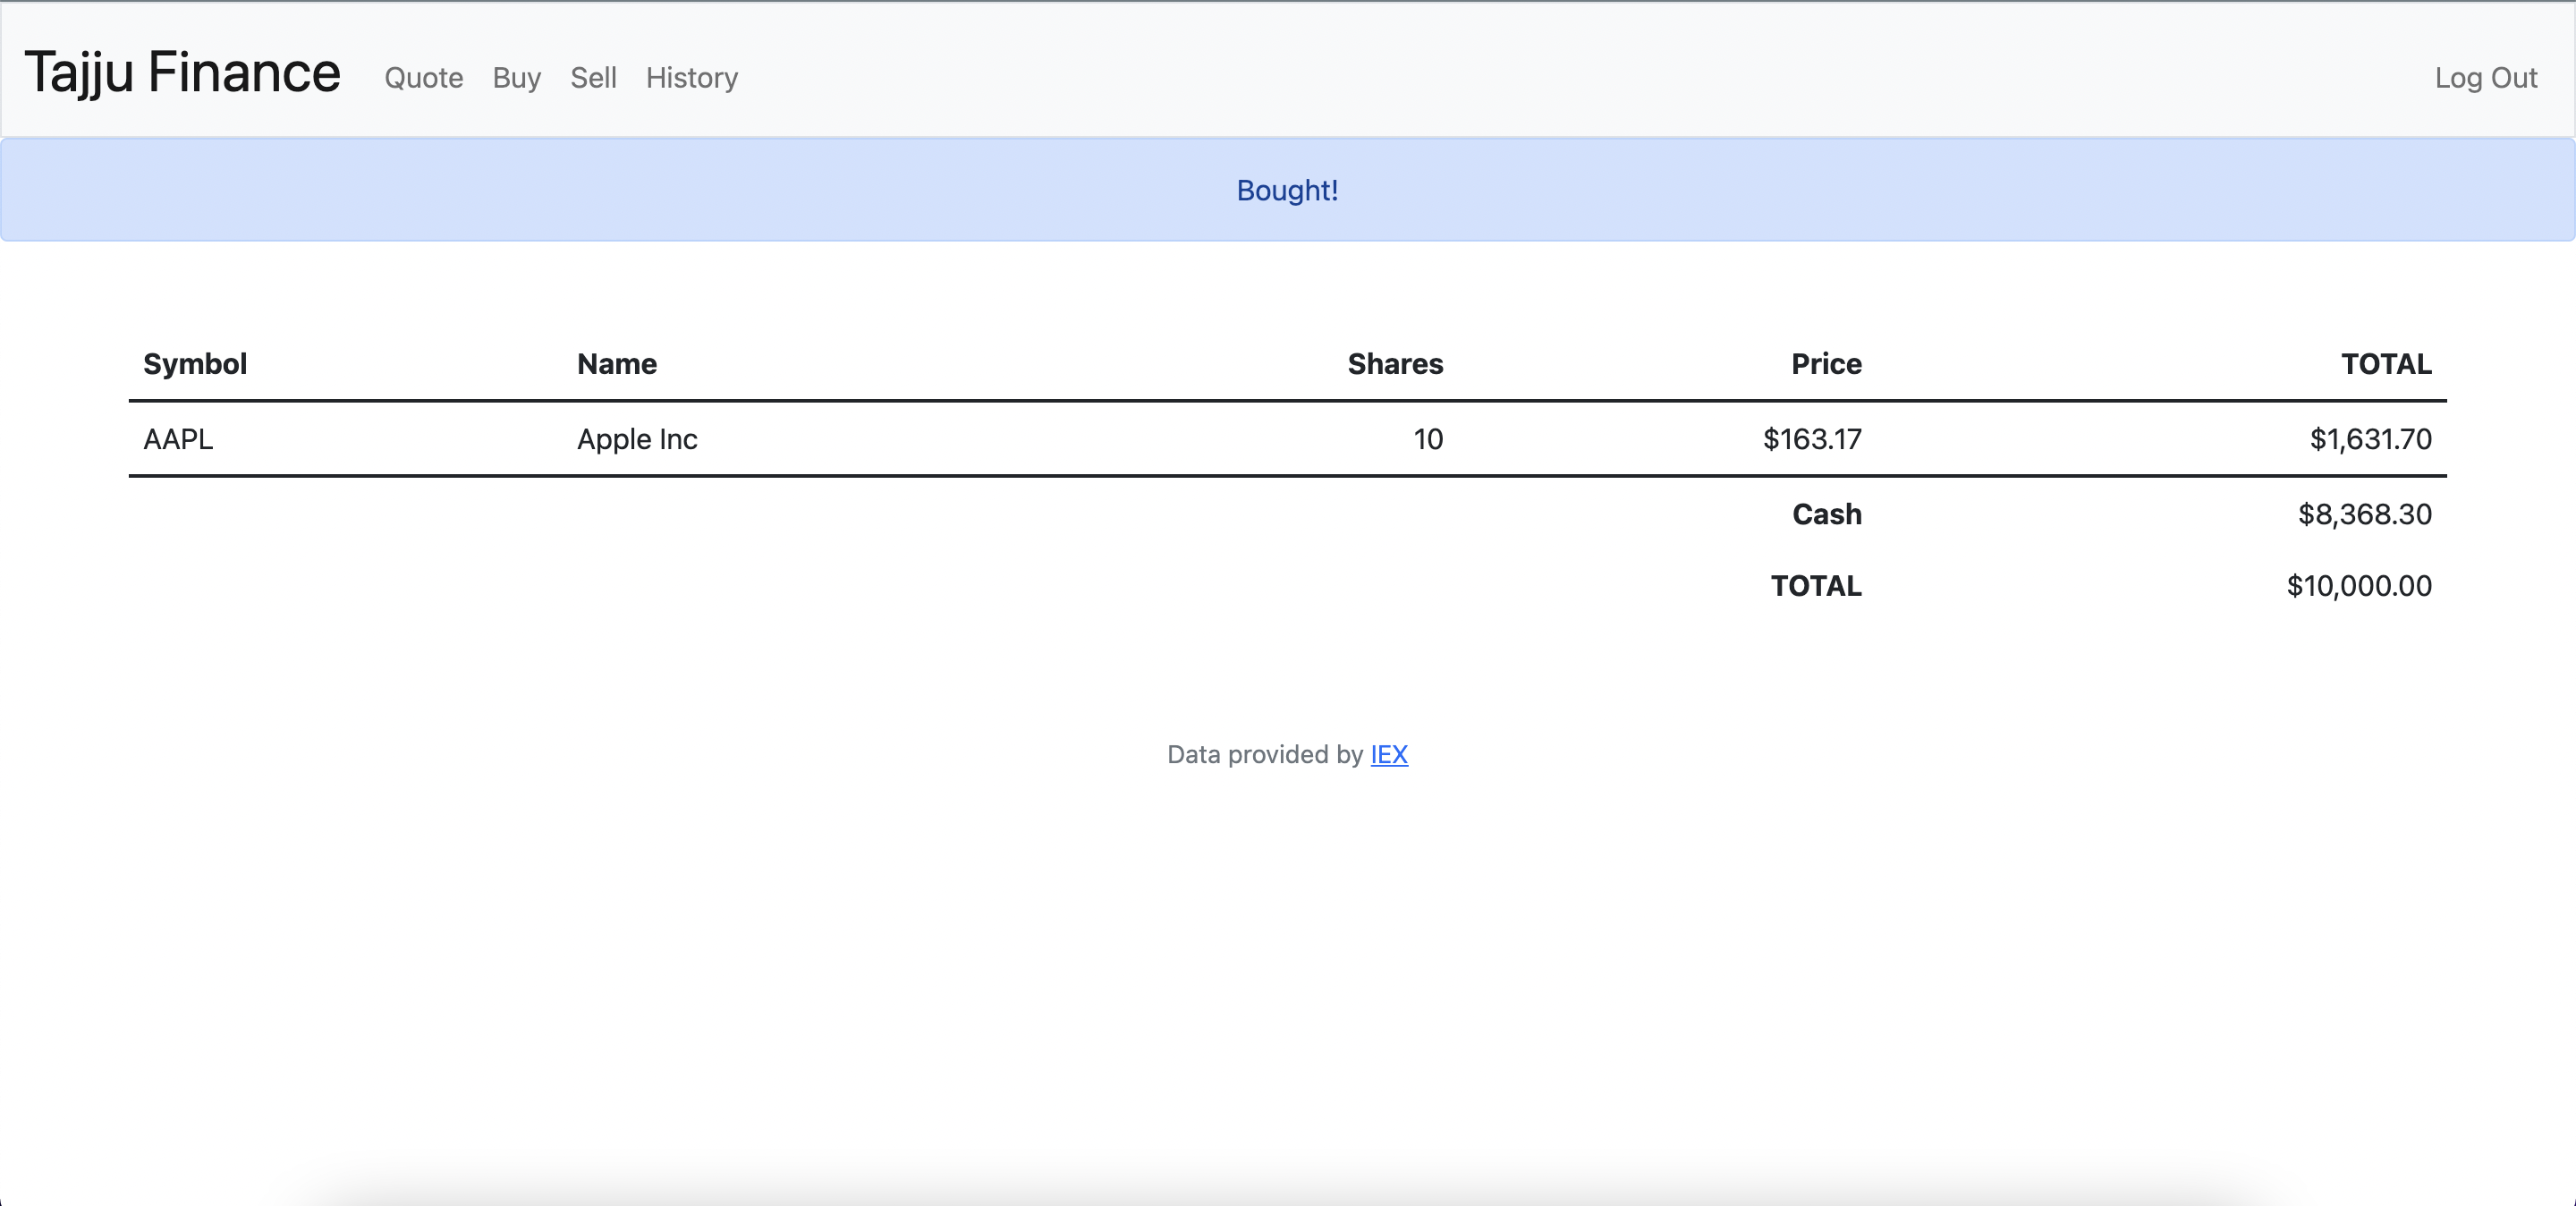 Tajju Finance Quote Buy Sell History Log Out
Bought!
Symbol Name Shares Price TOTAL
AAPL Apple Inc 10 $163.17 $1,631.70
Cash $8,368.30
TOTAL $10,000.00
Data provided by IEX